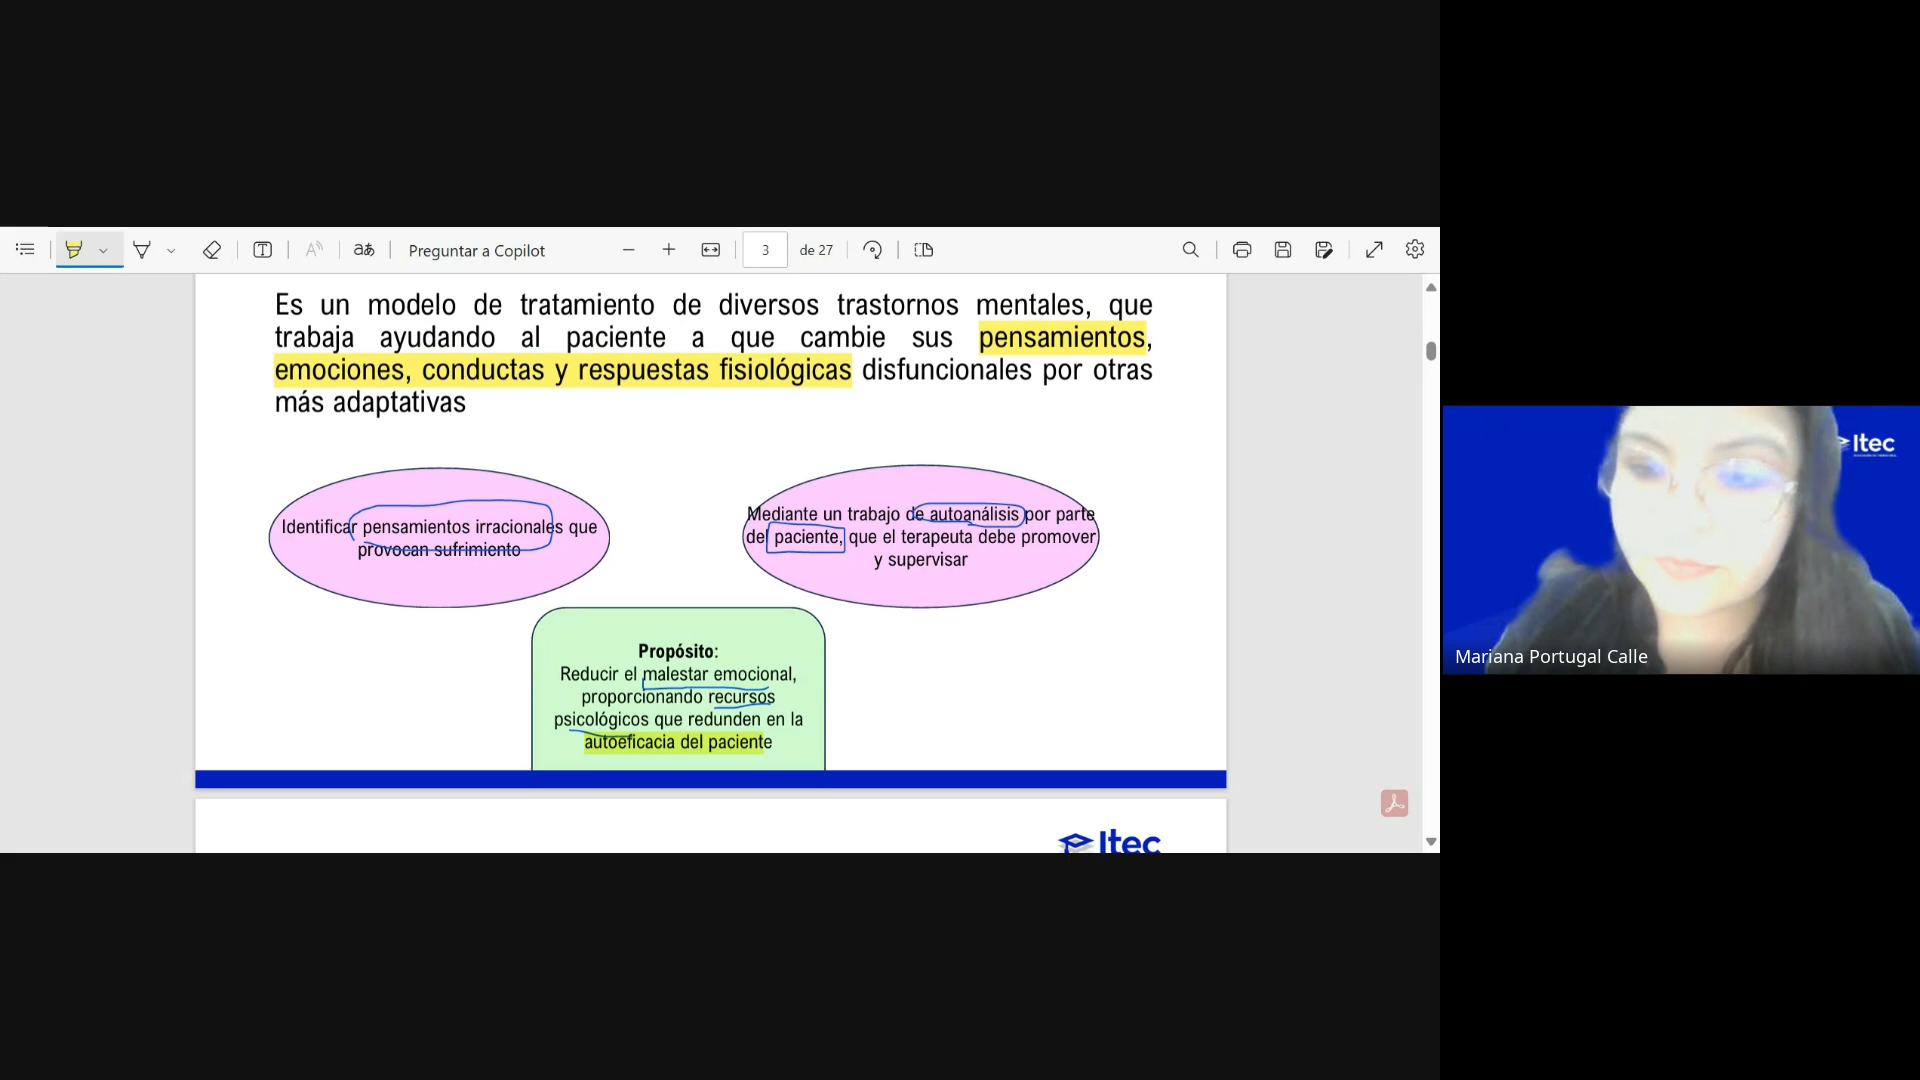 Preguntar a Copilot
3 de 27
Es un modelo de tratamiento de diversos trastornos mentales, que
trabaja ayudando al paciente a que cambie sus pensamientos,
emociones, conductas y respuestas fisiológicas disfuncionales por otras
más adaptativas
Identificar pensamientos irracionales que
provocan sufrimiento
Mediante un trabajo de autoanálisis por parte
del paciente, que el terapeuta debe promover
y supervisar
Propósito:
Reducir el malestar emocional,
proporcionando recursos
psicológicos que redunden en la
autoeficacia del paciente
Itec
Itec
Mariana Portugal Calle